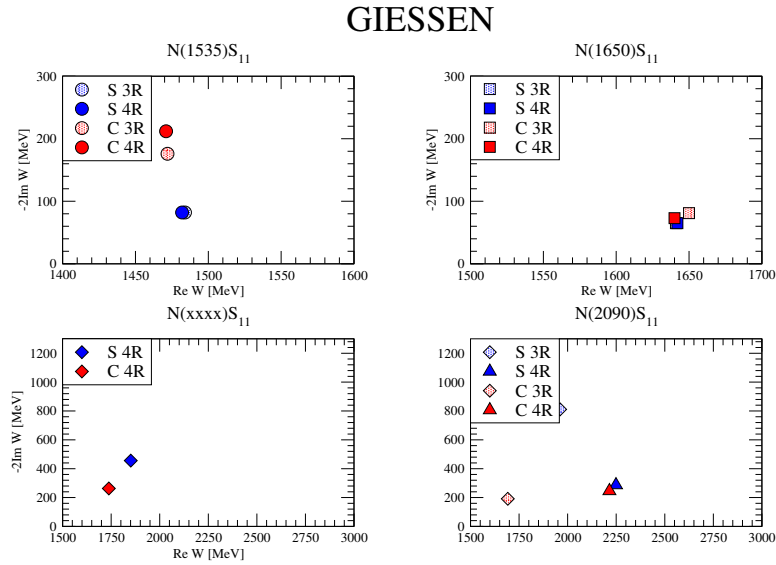 GIESSEN
N(1535)S11
300
200
100
0
-2Im W [MeV]
S 3R
S 4R
C 3R
C 4R
1400 1450 1500 1550 1600
Re W [MeV]
N(1650)S11
300
200
100
0
-2Im W [MeV]
S 3R
S 4R
C 3R
C 4R
1500 1550 1600 1650 1700
Re W [MeV]
N(xxxx)S11
1200
1000
800
600
400
200
0
-2Im W [MeV]
S 4R
C 4R
1500 1750 2000 2250 2500 2750 3000
Re W [MeV]
N(2090)S11
1200
1000
800
600
400
200
0
S 3R
S 4R
C 3R
C 4R
1500 1750 2000 2250 2500 2750 3000
Re W [MeV]